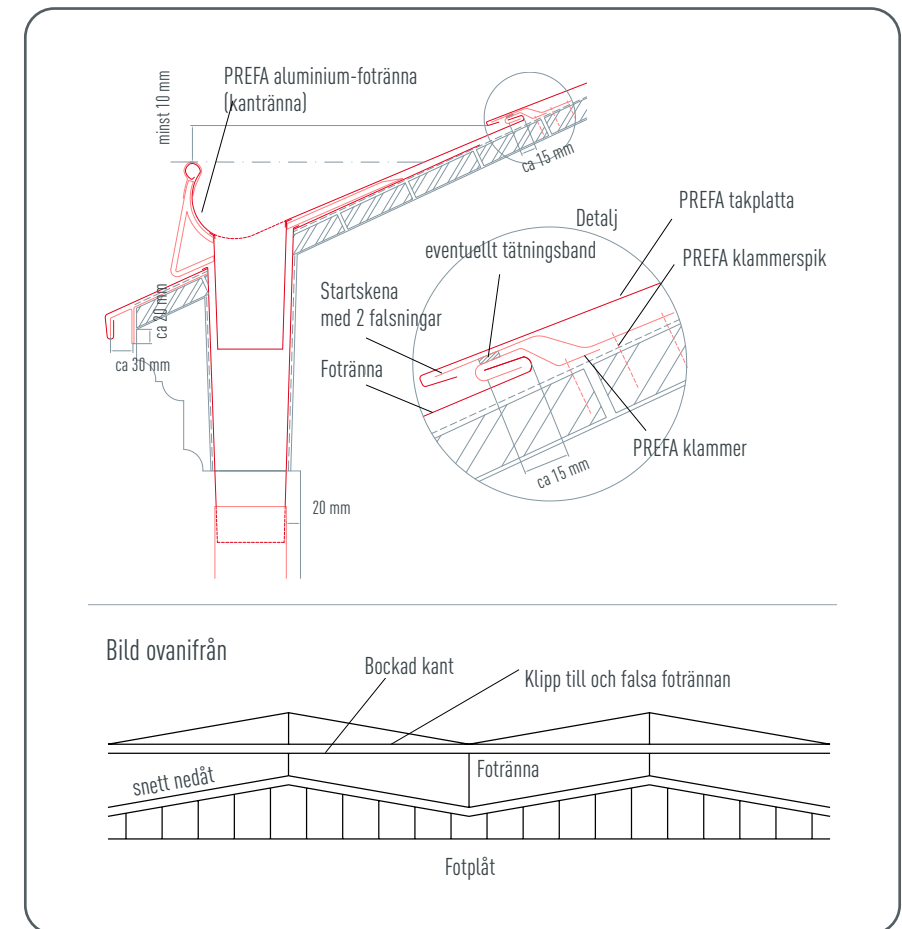 PREFA aluminium-fotränna
(kantränna)
minst 10 mm
ca 15 mm
Detalj
PREFA takplatta
eventuellt tätningsband
PREFA klammerspik
Startskena
med 2 falsningar
Fotränna
ca 20 mm
ca 30 mm
PREFA klammer
ca 15 mm
20 mm
Bild ovanifrån
Bockad kant
Klipp till och falsa fotrännan
snett nedåt
Fotränna
Fotplåt